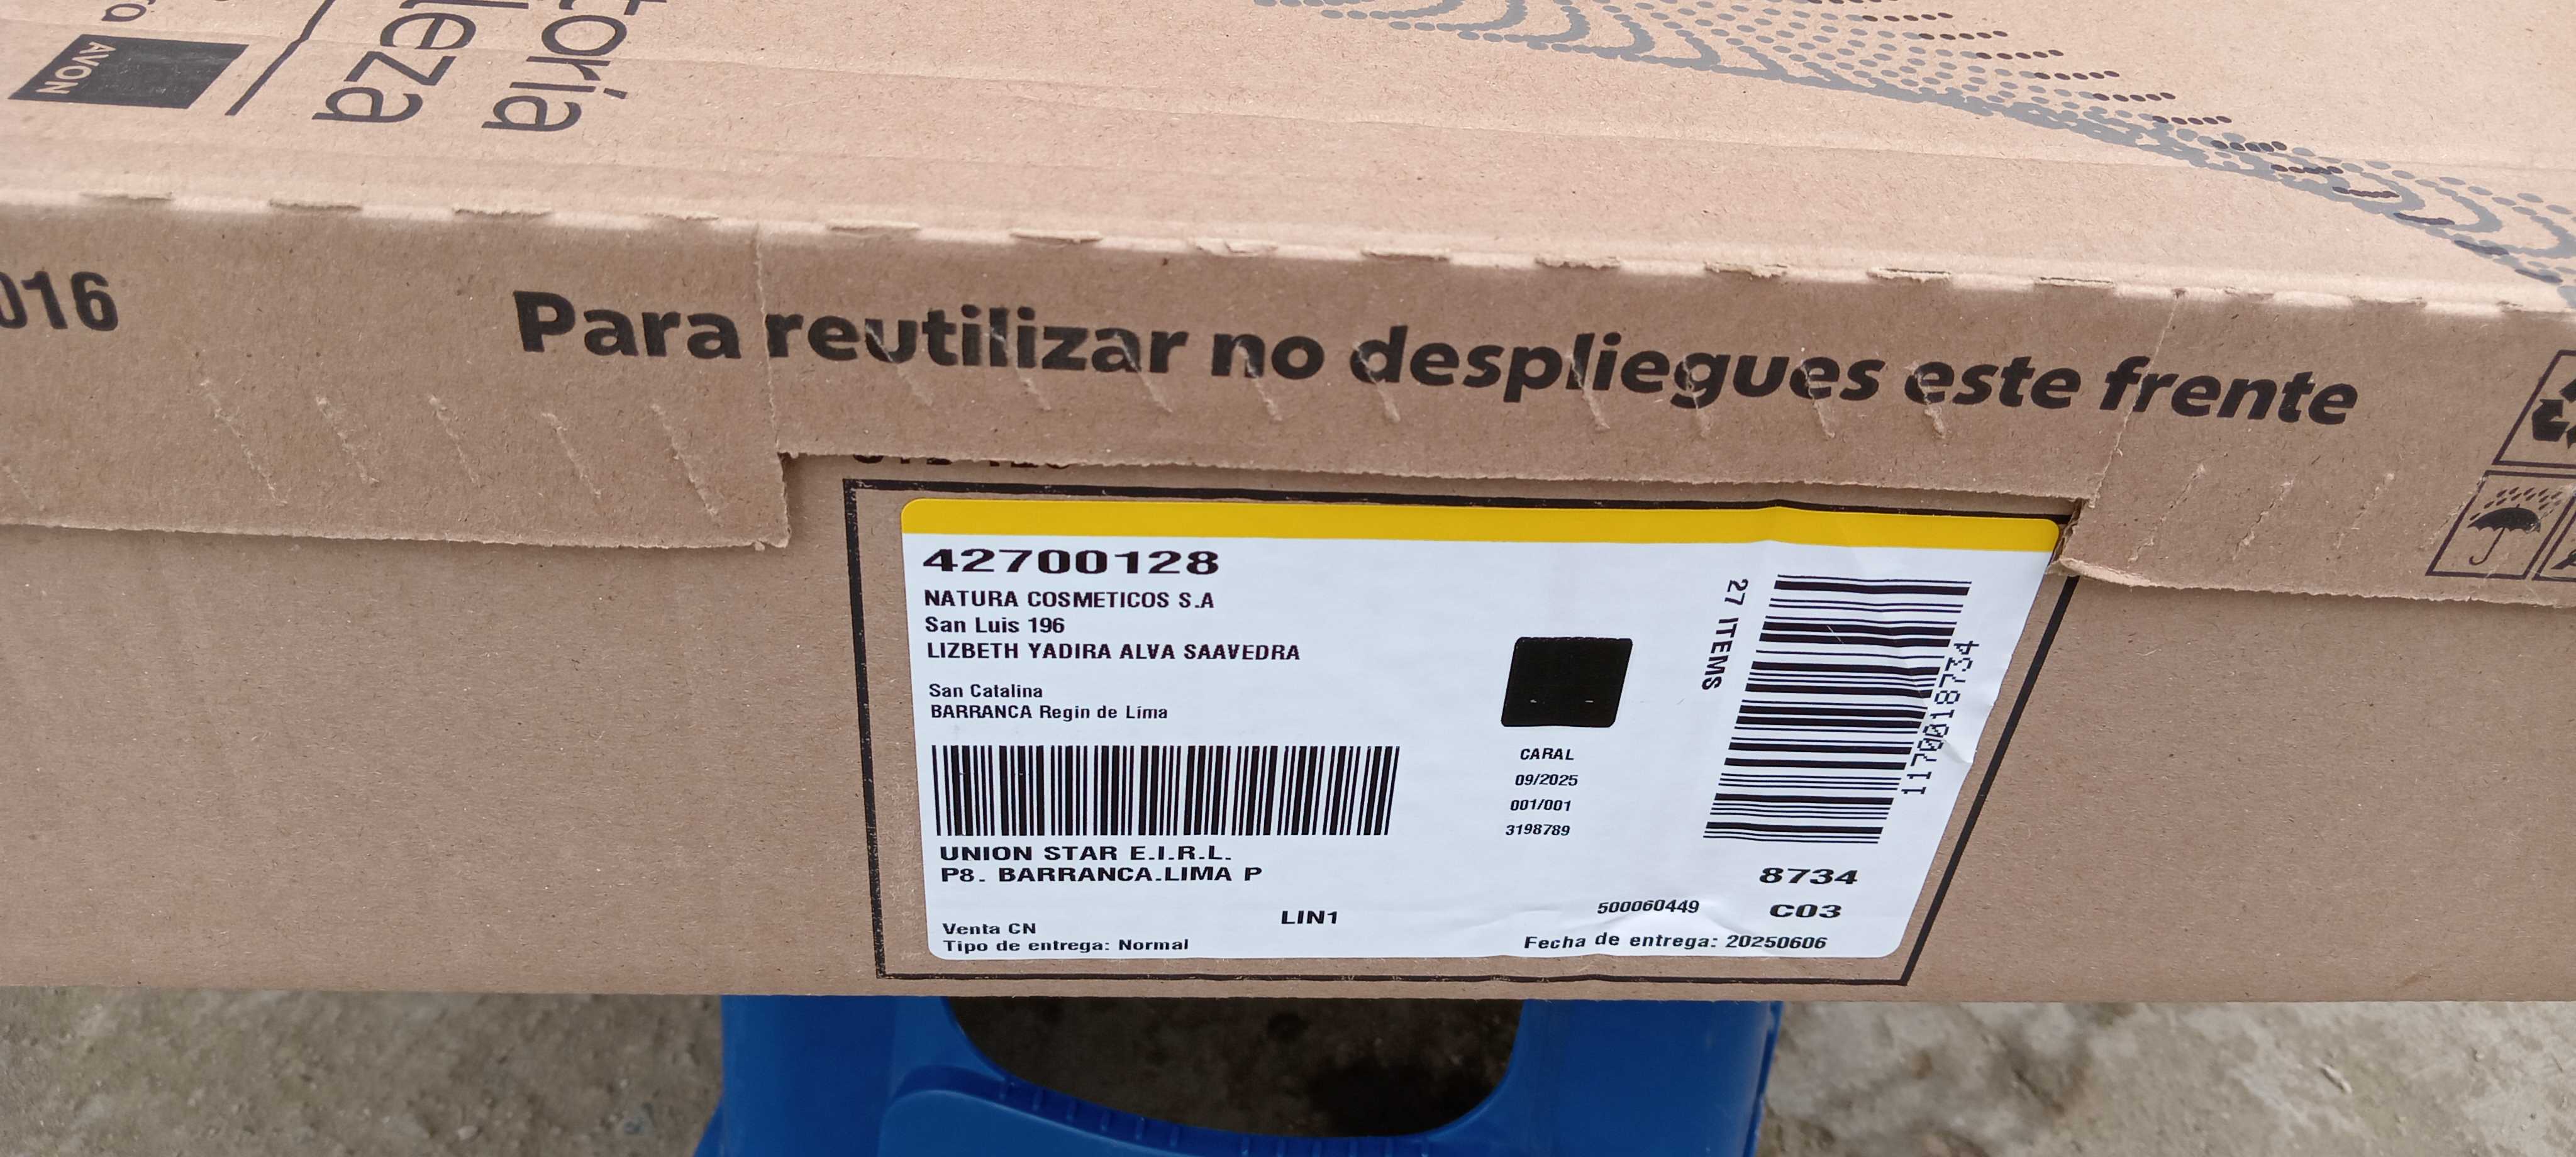 AVON
016
Para reutilizar no despliegues este frente
42700128
NATURA COSMETICOS S.A
San Luis 196
LIZBETH YADIRA ALVA SAAVEDRA
San Catalina
BARRANCA Regin de Lima
UNION STAR E.I.R.L.
P8. BARRANCA.LIMA P
Venta CN
Tipo de entrega: Normal
LIN1
CARAL
09/2025
001/001
3198789
27 ITEMS
1170018734
8734
500060449
C03
Fecha de entrega: 20250606